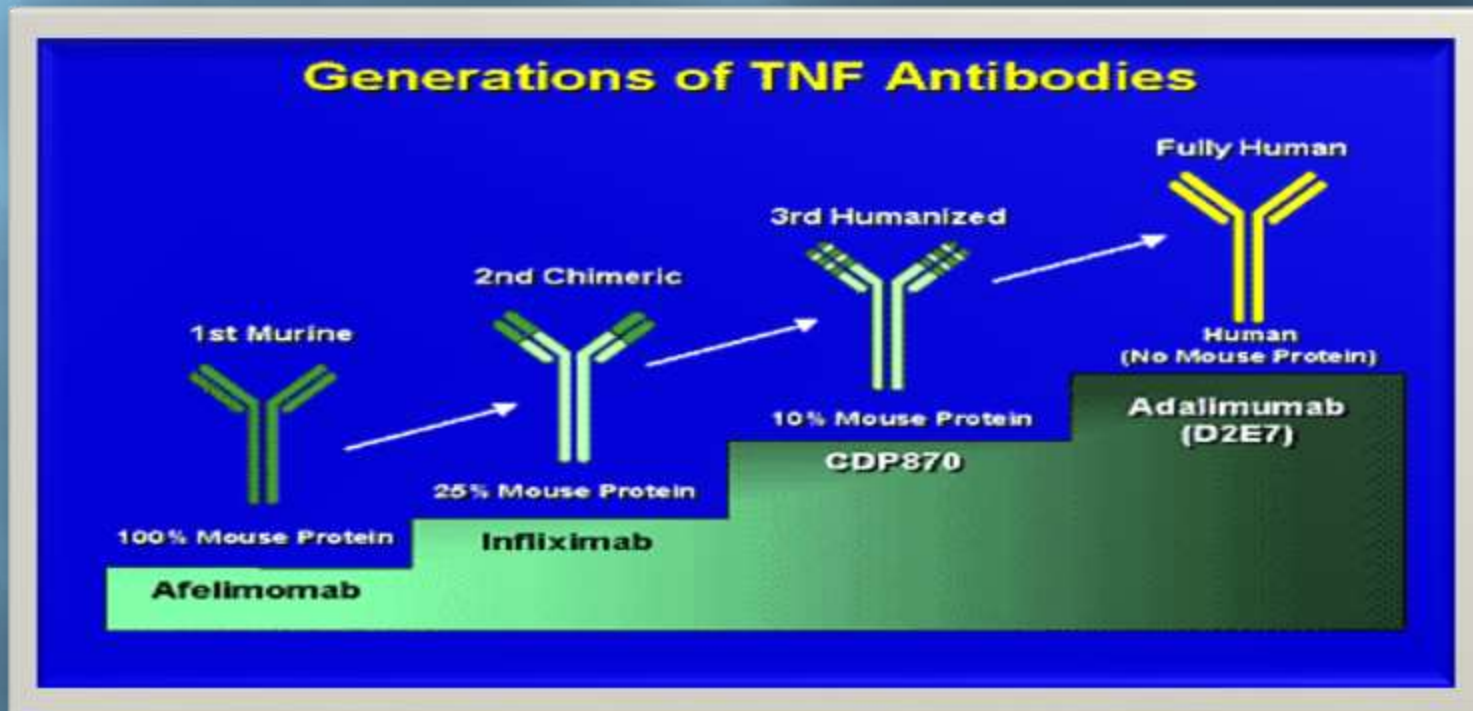 Generations of TNF Antibodies
1st Murine
100% Mouse Protein
Afelimomab
2nd Chimeric
25% Mouse Protein
Infliximab
3rd Humanized
10% Mouse Protein
CDP870
Fully Human
Human
(No Mouse Protein)
Adalimumab
(D2E7)